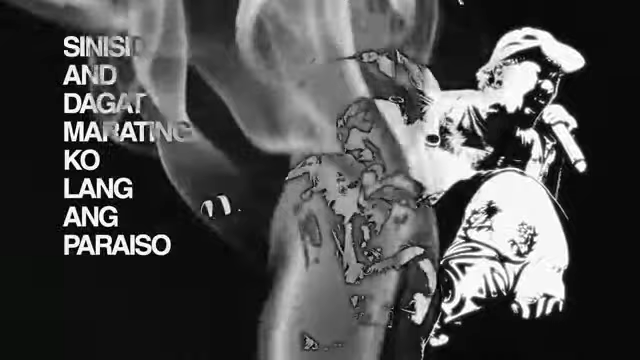 SINISID
AND
DAGAT
MARATING
KO
LANG
ANG
PARAISO